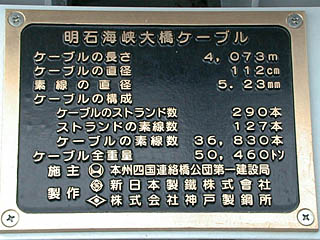 明石海峡大橋ケーブル
ケーブルの長さ 4,073m
ケーブルの直径 112cm
素線の直径 5.23mm
ケーブルの構成
ケーブルのストランド数 290本
ストランドの素線数 127本
ケーブルの素線数 36,830本
ケーブル全重量 50,460トン
施主 本州四国連絡橋公団第一建設局
製作 新日本製鐵株式會社
株式会社神戸製鋼所